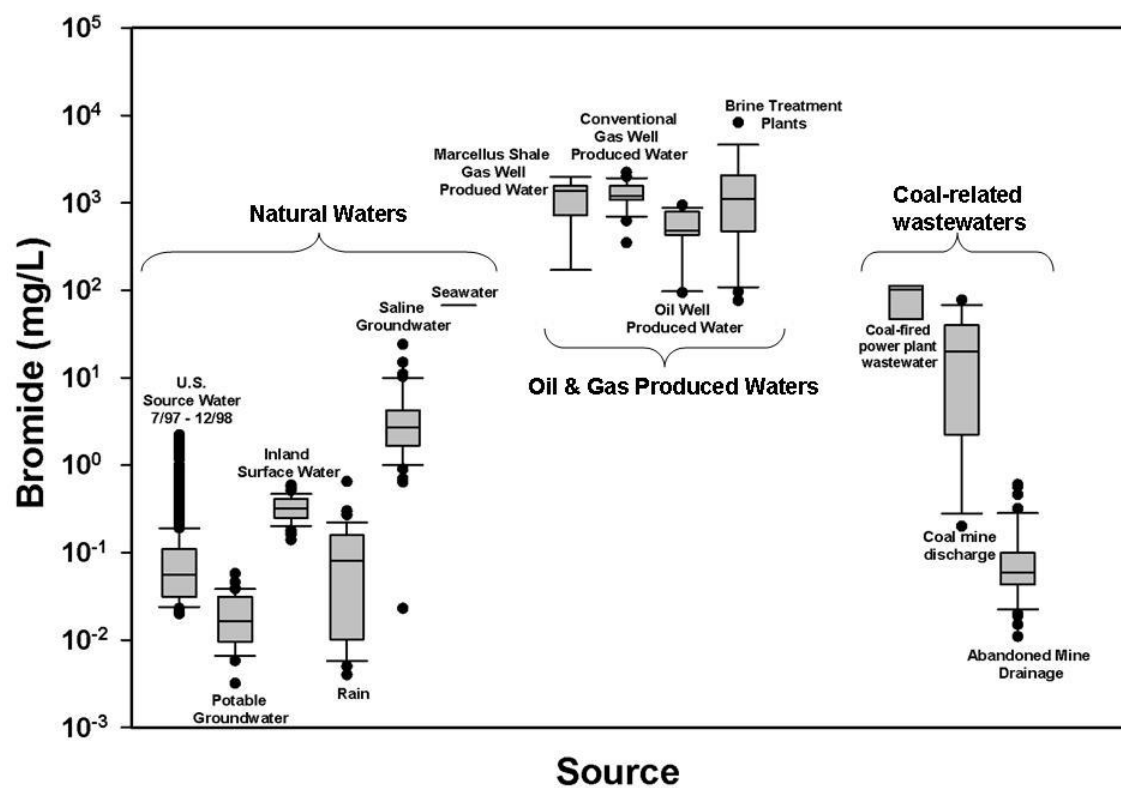 Bromide (mg/L)
10⁵
10⁴
10³
10²
10¹
10⁰
10⁻¹
10⁻²
10⁻³
Natural Waters
U.S.
Source Water
7/97 - 12/98
Potable
Groundwater
Inland
Surface Water
Rain
Saline
Groundwater
Seawater
Marcellus Shale
Gas Well
Produed Water
Conventional
Gas Well
Produced Water
Oil Well
Produced Water
Brine Treatment
Plants
Oil & Gas Produced Waters
Coal-related
wastewaters
Coal-fired
power plant
wastewater
Coal mine
discharge
Abandoned Mine
Drainage
Source